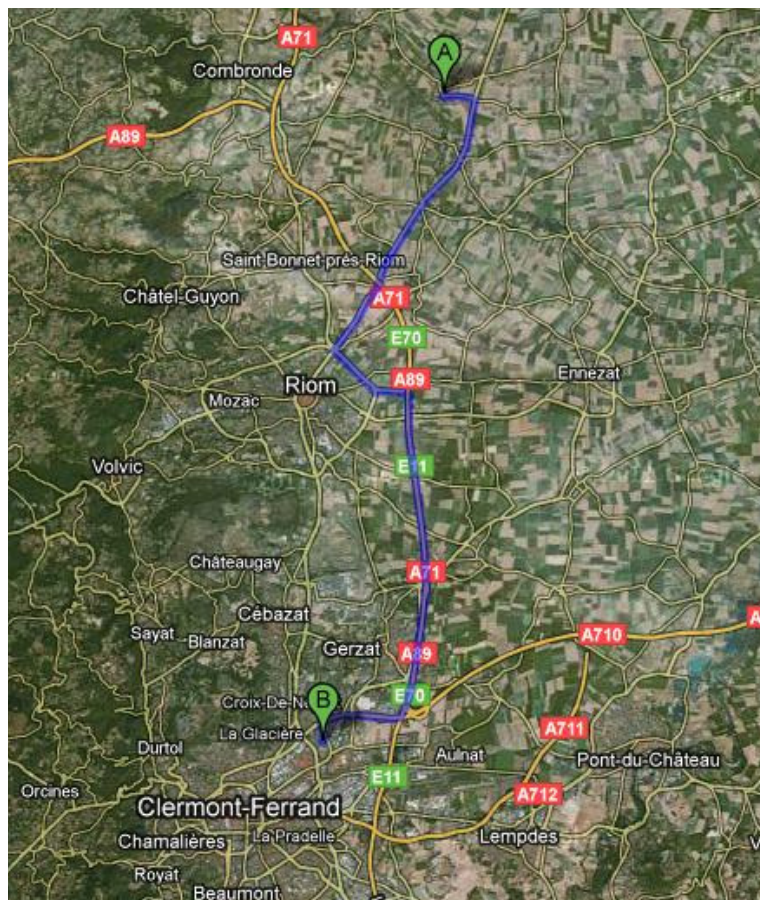 A71
Combronde
A
A89
Saint-Bonnet-près-Riom
Châtel-Guyon
A71
E70
Riom
A89
Ennezat
Mozac
E11
Volvic
Châteaugay
A71
Cébazat
Sayat
Blanzat
Gerzat
A89
A710
E70
Croix-De-N
B
La Glacière
Durtol
Aulnat
A711
Pont-du-Château
Orcines
E11
A712
Clermont-Ferrand
Chamalières
La Pradelle
Lempdes
Royat
Beaumont